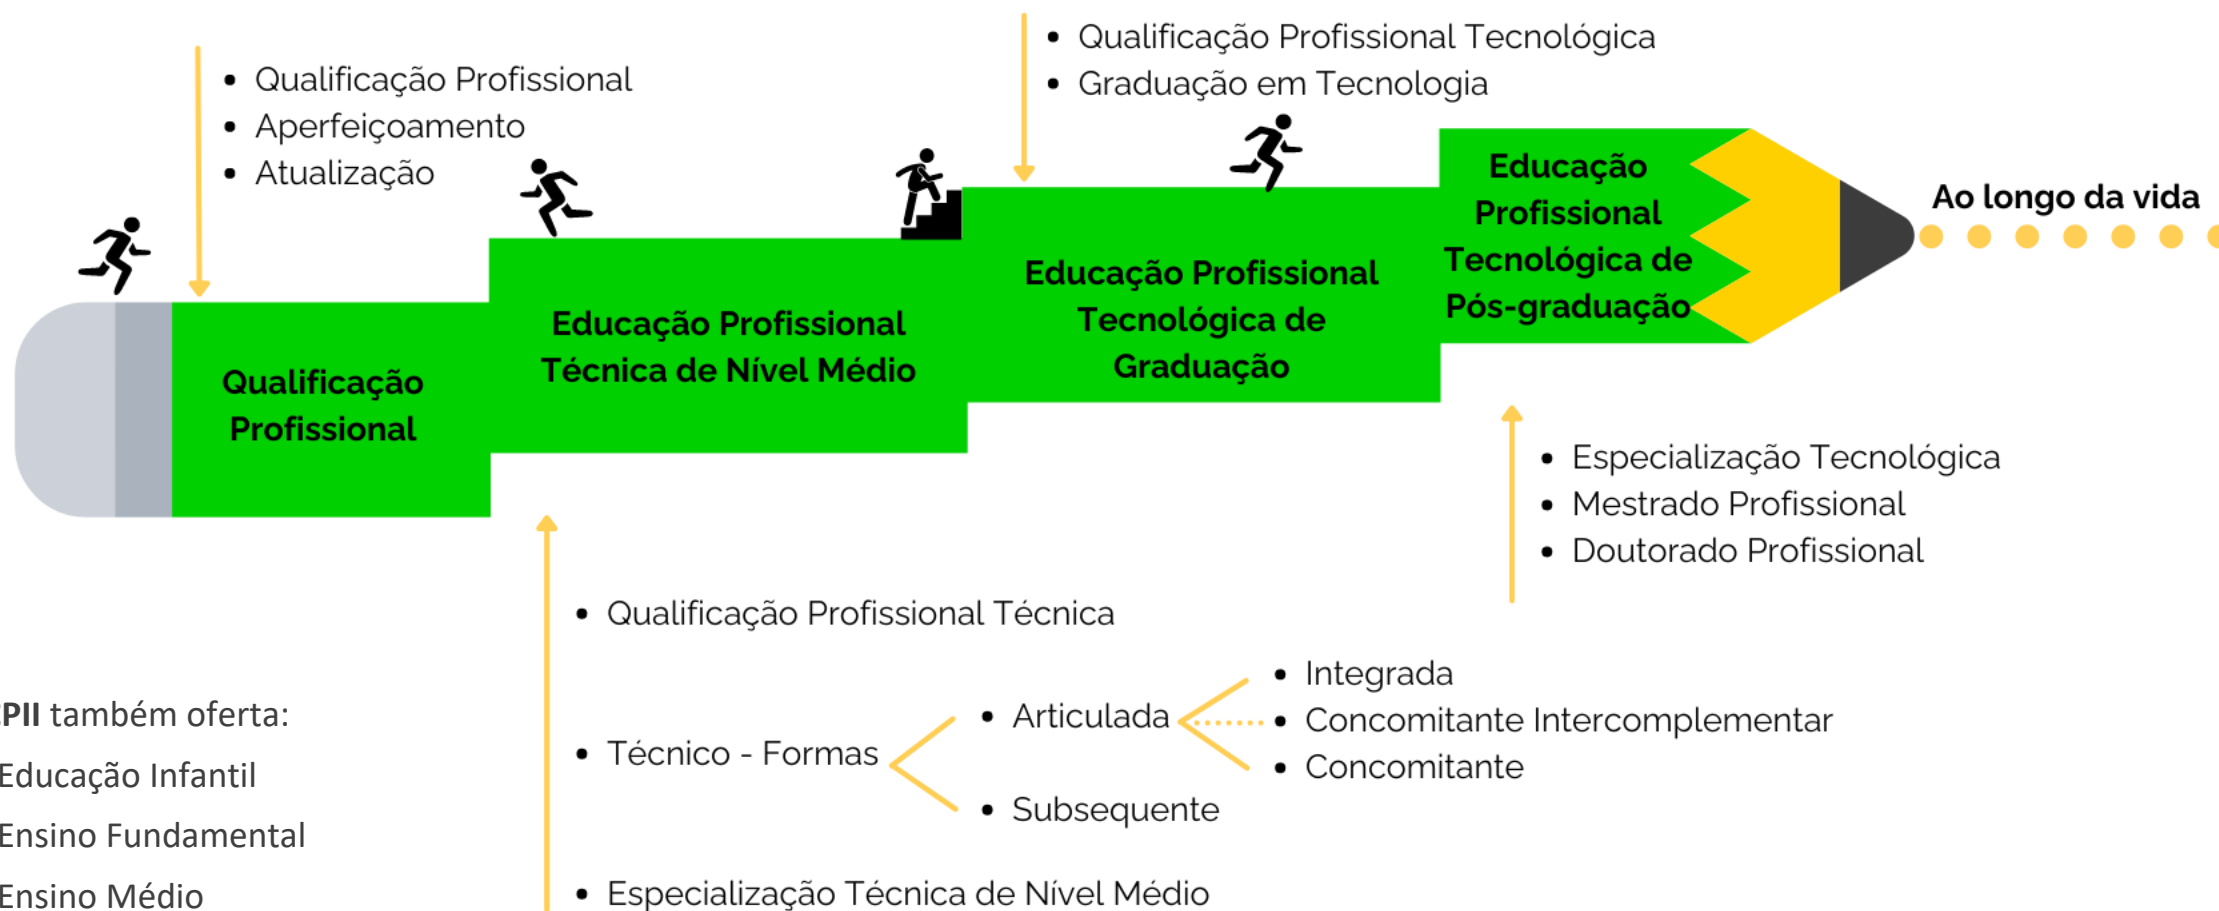 • Qualificação Profissional
• Aperfeiçoamento
• Atualização
• Qualificação Profissional Tecnológica
• Graduação em Tecnologia
Qualificação
Profissional
Educação Profissional
Técnica de Nível Médio
Educação Profissional
Tecnológica de
Graduação
Educação
Profissional
Tecnológica de
Pós-graduação
Ao longo da vida
• Especialização Tecnológica
• Mestrado Profissional
• Doutorado Profissional
• Qualificação Profissional Técnica
• Técnico - Formas
• Articulada
• Integrada
• Concomitante Intercomplementar
• Concomitante
• Subsequente
• Especialização Técnica de Nível Médio
PII também oferta:
Educação Infantil
Ensino Fundamental
Ensino Médio